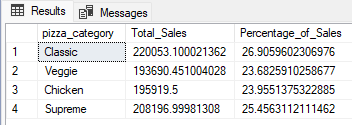 Results Messages
pizza_category Total_Sales Percentage_of_Sales
1 Classic 220053.100021362 26.9059602306976
2 Veggie 193690.451004028 23.6825910258677
3 Chicken 195919.5 23.9551375322885
4 Supreme 208196.99981308 25.4563112111462